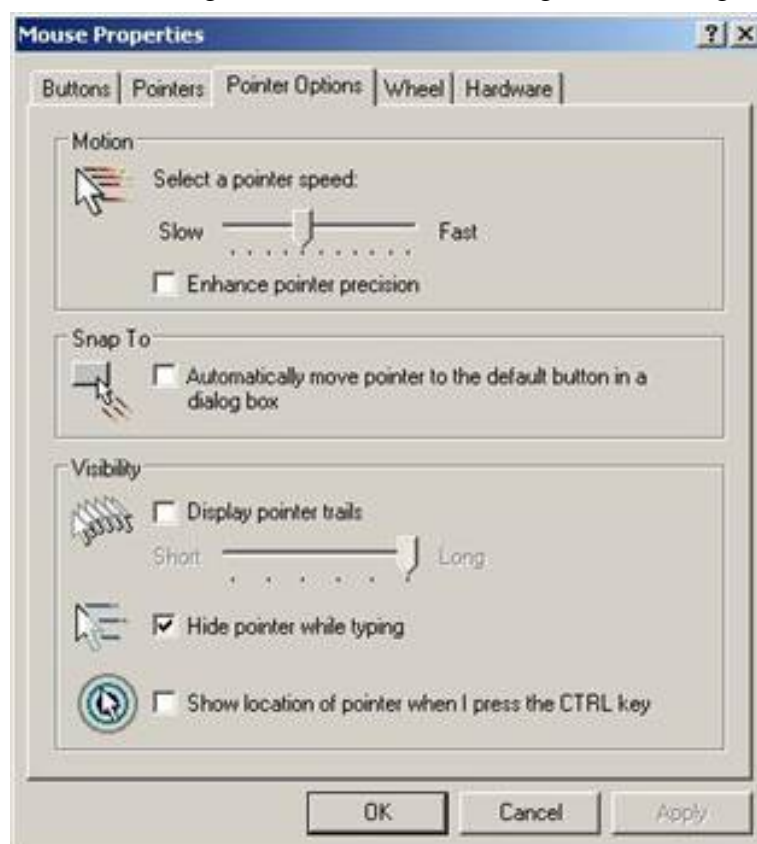 Mouse Properties
Buttons Pointers Pointer Options Wheel Hardware
Motion
Select a pointer speed:
Slow Fast
Enhance pointer precision
Snap To
Automatically move pointer to the default button in a
dialog box
Visibility
Display pointer trails
Short Long
Hide pointer while typing
Show location of pointer when I press the CTRL key
OK Cancel Apply